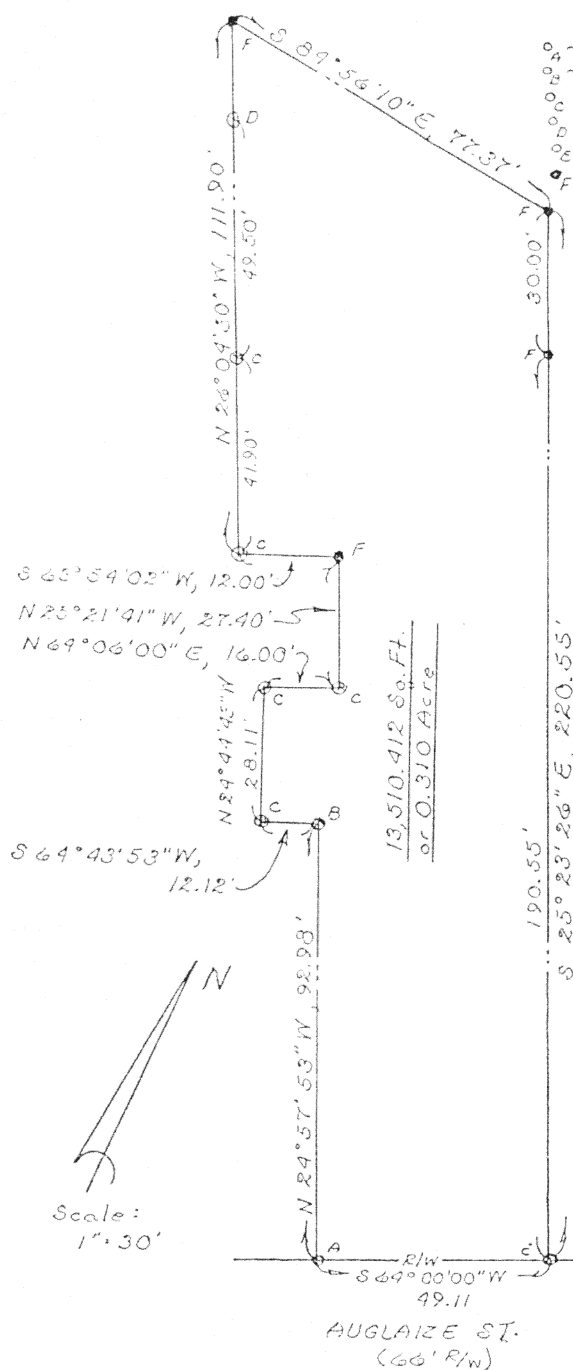 F
S 89°56'10" E, 77.37'
A
B
C
D
E
F
D
N 26°04'30" W, 111.90'
49.50'
F
30.00'
F
C
41.90'
C
F
S 63°54'02" W, 12.00'
N 25°21'41" W, 27.40'
N 64°06'00" E, 16.00'
C
C
N 24°44'45" W
28.11'
C
B
S 64°43'53" W,
12.12'
13,510.412 Sq.Ft.
or 0.310 Acre
190.55'
S 25°23'26" E, 220.55'
N 24°57'53" W, 92.98'
N
Scale:
1"=30'
A
R/W
C
S 64°00'00" W
49.11
AUGLAIZE ST.
(66' R/W)